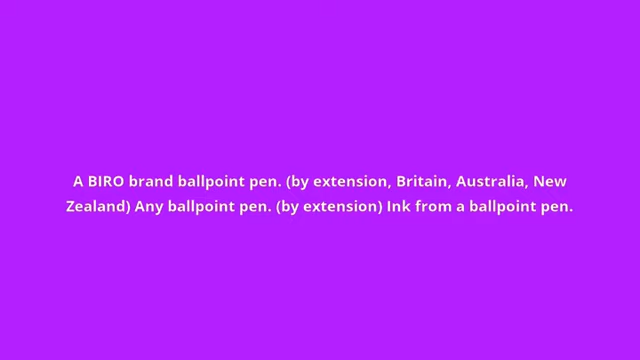 A BIRO brand ballpoint pen. (by extension, Britain, Australia, New
Zealand) Any ballpoint pen. (by extension) Ink from a ballpoint pen.